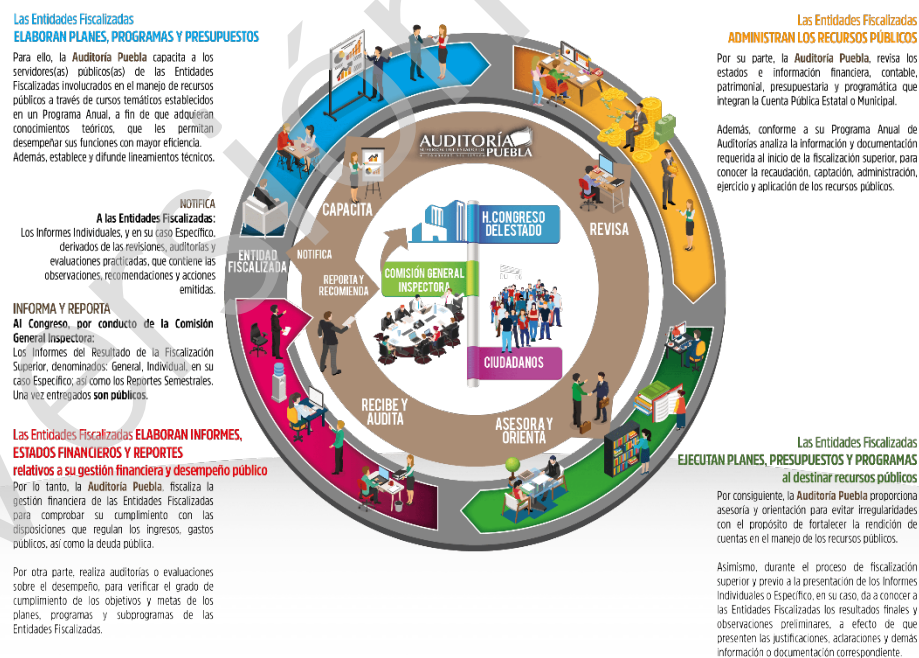 Las Entidades Fiscalizadas
ELABORAN PLANES, PROGRAMAS Y PRESUPUESTOS
Para ello, la Auditoría Puebla capacita a los
servidores(as) públicos(as) de las Entidades
Fiscalizadas involucrados en el manejo de recursos
públicos a través de cursos temáticos establecidos
en un Programa Anual, a fin de que adquieran
conocimientos teóricos, que les permitan
desempeñar sus funciones con mayor eficiencia.
Además, establece y difunde lineamientos técnicos.
NOTIFICA
A las Entidades Fiscalizadas:
Los Informes Individuales, y en su caso Específico,
derivados de las revisiones, auditorías y
evaluaciones practicadas, que contiene las
observaciones, recomendaciones y acciones
emitidas.
INFORMA Y REPORTA
Al Congreso, por conducto de la Comisión
General Inspectora:
Los Informes del Resultado de la Fiscalización
Superior, denominados: General, Individual, en su
caso Específico; así como los Reportes Semestrales.
Una vez entregados son públicos.
Las Entidades Fiscalizadas ELABORAN INFORMES,
ESTADOS FINANCIEROS Y REPORTES
relativos a su gestión financiera y desempeño público
Por lo tanto, la Auditoría Puebla, fiscaliza la
gestión financiera de las Entidades Fiscalizadas
para comprobar su cumplimiento con las
disposiciones que regulan los ingresos, gastos
públicos, así como la deuda pública.
Por otra parte, realiza auditorías o evaluaciones
sobre el desempeño, para verificar el grado de
cumplimiento de los objetivos y metas de los
planes, programas y subprogramas de las
Entidades Fiscalizadas.
AUDITORÍA
PUEBLA
CAPACITA
REVISA
H. CONGRESO
DEL ESTADO
ENTIDAD
FISCALIZADA
NOTIFICA
REPORTA Y
RECOMIENDA
COMISIÓN GENERAL
INSPECTORA
CIUDADANOS
RECIBE Y
AUDITA
ASESORA Y
ORIENTA
Las Entidades Fiscalizadas
ADMINISTRAN LOS RECURSOS PÚBLICOS
Por su parte, la Auditoría Puebla, revisa los
estados e información financiera, contable,
patrimonial, presupuestaria y programática que
integran la Cuenta Pública Estatal o Municipal.
Además, conforme a su Programa Anual de
Auditorías analiza la información y documentación
requerida al inicio de la fiscalización superior, para
conocer la recaudación, captación, administración,
ejercicio y aplicación de los recursos públicos.
Las Entidades Fiscalizadas
EJECUTAN PLANES, PRESUPUESTOS Y PROGRAMAS
al destinar recursos públicos
Por consiguiente, la Auditoría Puebla proporciona
asesoría y orientación para evitar irregularidades
con el propósito de fortalecer la rendición de
cuentas en el manejo de los recursos públicos.
Asimismo, durante el proceso de fiscalización
superior y previo a la presentación de los Informes
Individuales o Específico, en su caso, da a conocer a
las Entidades Fiscalizadas los resultados finales y
observaciones preliminares, a efecto de que
presenten las justificaciones, aclaraciones y demás
información o documentación correspondiente.